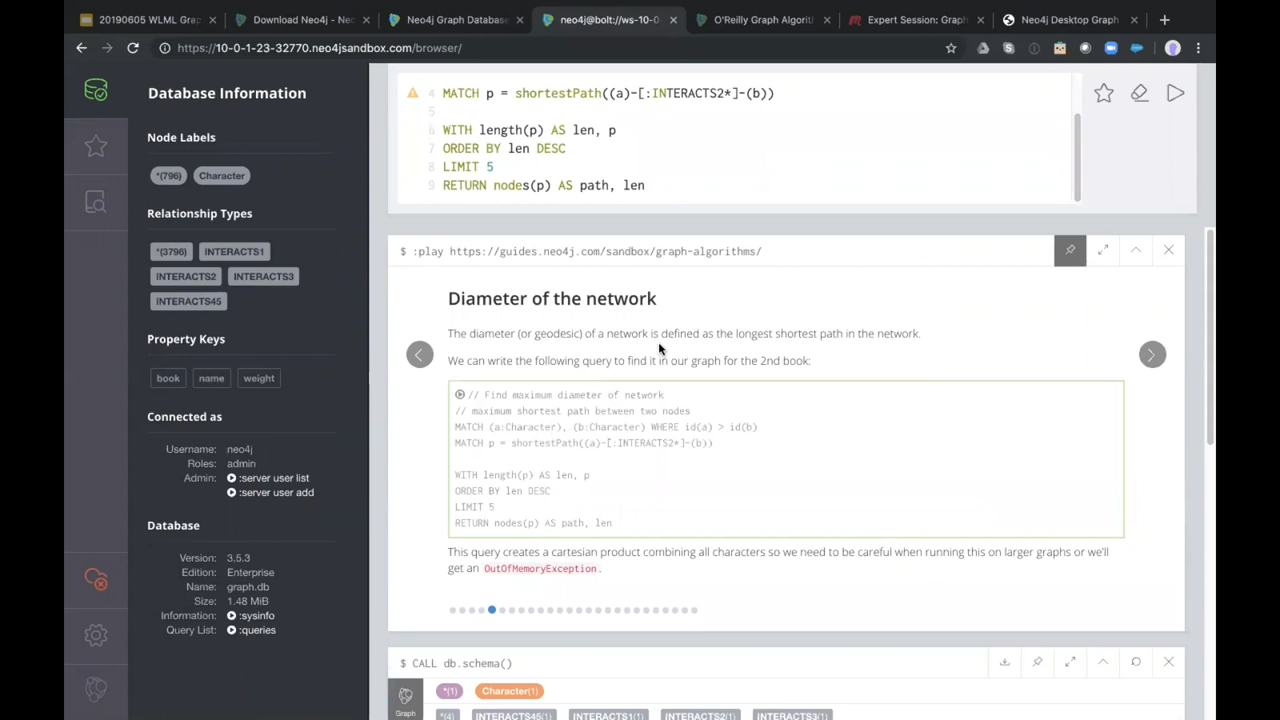 20190605 WLML Gra
Download Neo4j - Neo
Neo4j Graph Database
neo4j@bolt://ws-10-0
O'Reilly Graph Algorit
Expert Session: Graph
Neo4j Desktop Graph
https://10-0-1-23-32770.neo4jsandbox.com/browser/
Database Information
Node Labels
*(796) Character
Relationship Types
*(3796) INTERACTS1
INTERACTS2 INTERACTS3
INTERACTS45
Property Keys
book name weight
Connected as
Username: neo4j
Roles: admin
Admin: :server user list
:server user add
Database
Version: 3.5.3
Edition: Enterprise
Name: graph.db
Size: 1.48 MiB
Information: :sysinfo
Query List: :queries
4 MATCH p = shortestPath((a)-[:INTERACTS2*]-(b))
5
6 WITH length(p) AS len, p
7 ORDER BY len DESC
8 LIMIT 5
9 RETURN nodes(p) AS path, len
$ :play https://guides.neo4j.com/sandbox/graph-algorithms/
Diameter of the network
The diameter (or geodesic) of a network is defined as the longest shortest path in the network.
We can write the following query to find it in our graph for the 2nd book:
// Find maximum diameter of network
// maximum shortest path between two nodes
MATCH (a:Character), (b:Character) WHERE id(a) > id(b)
MATCH p = shortestPath((a)-[:INTERACTS2*]-(b))
WITH length(p) AS len, p
ORDER BY len DESC
LIMIT 5
RETURN nodes(p) AS path, len
This query creates a cartesian product combining all characters so we need to be careful when running this on larger graphs or we'll
get an OutOfMemoryException.
$ CALL db.schema()
*(1) Character(1)
Graph
*(4) INTERACTS45(1) INTERACTS1(1) INTERACTS2(1) INTERACTS3(1)